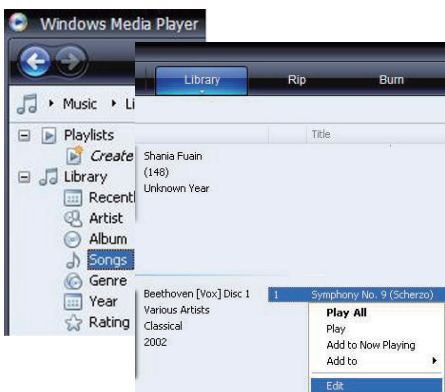 Windows Media Player
Music Li
Playlists
Create
Library
Recentl
Artist
Album
Songs
Genre
Year
Rating
Library Rip Burn
Title
Shania Fuain
(148)
Unknown Year
Beethoven [Vox] Disc 1 1 Symphony No. 9 (Scherzo)
Various Artists
Classical
2002
Play All
Play
Add to Now Playing
Add to
Edit